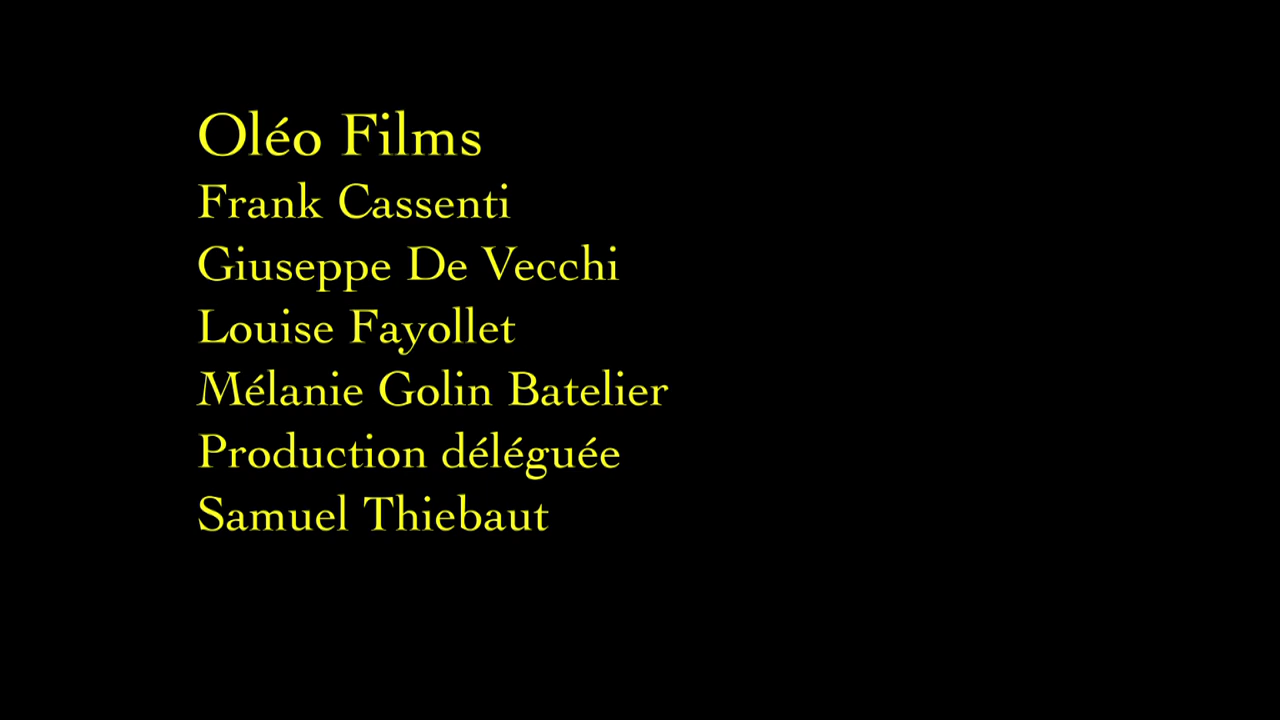 Oléo Films
Frank Cassenti
Giuseppe De Vecchi
Louise Fayollet
Mélanie Golin Batelier
Production déléguée
Samuel Thiebaut